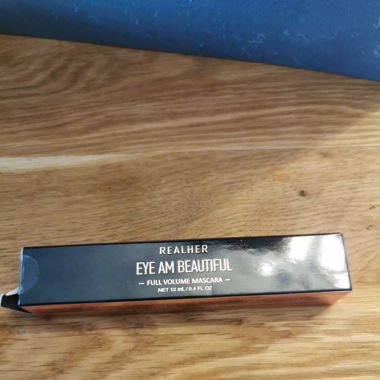 REALHER
EYE AM BEAUTIFUL
— FULL VOLUME MASCARA —
NET 12 mL / 0.4 FL OZ